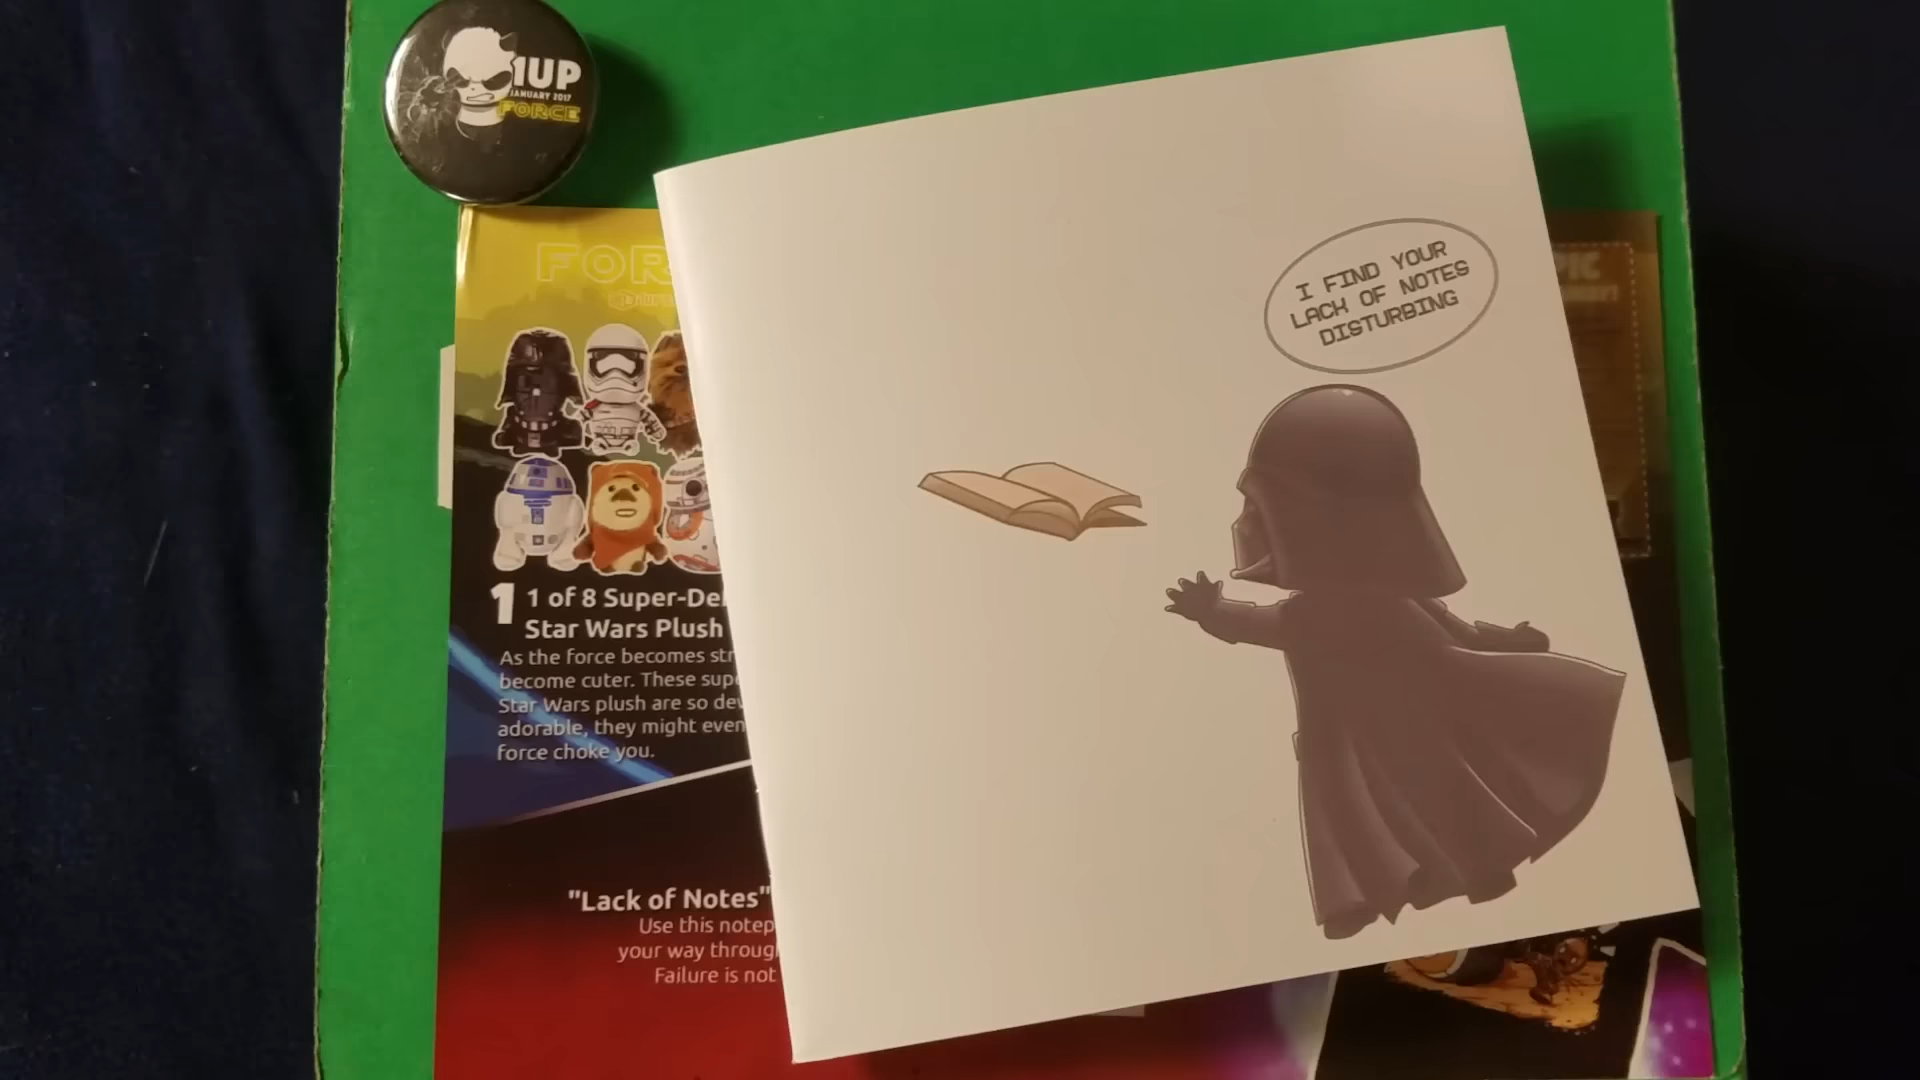 1UP
JANUARY 2017
FORCE
FOR
I FIND YOUR
LACK OF NOTES
DISTURBING
PIC
1 1 of 8 Super-De
Star Wars Plush
As the force becomes str
become cuter. These supe
Star Wars plush are so dev
adorable, they might even
force choke you.
"Lack of Notes"
Use this notep
your way throug
Failure is not